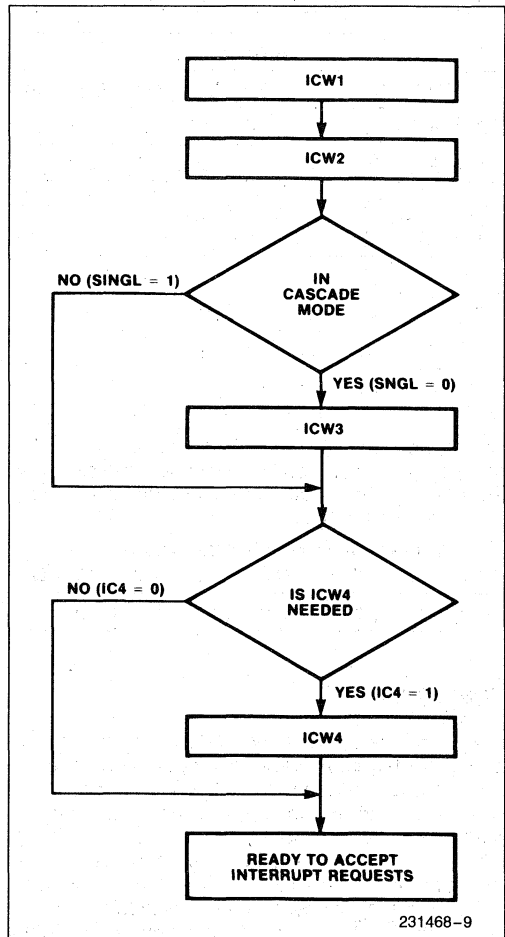 ICW1
ICW2
IN
CASCADE
MODE
NO (SINGL = 1)
YES (SNGL = 0)
ICW3
IS ICW4
NEEDED
NO (IC4 = 0)
YES (IC4 = 1)
ICW4
READY TO ACCEPT
INTERRUPT REQUESTS
231468-9